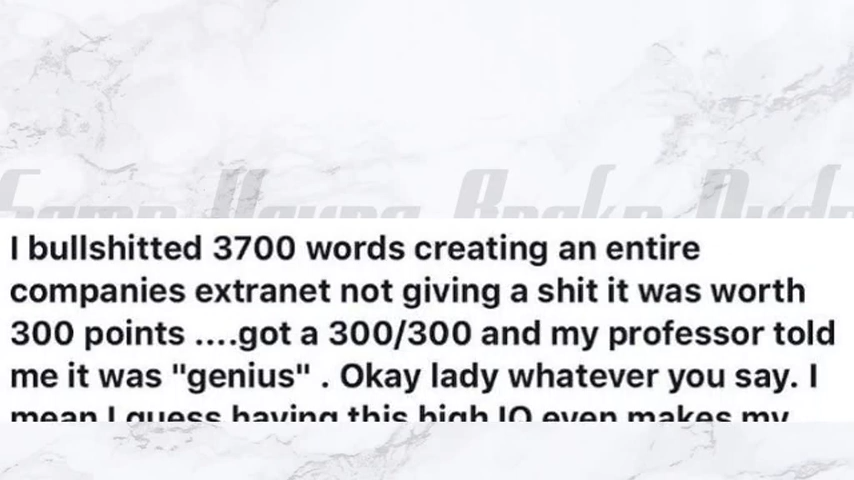 I bullshitted 3700 words creating an entire
companies extranet not giving a shit it was worth
300 points ....got a 300/300 and my professor told
me it was "genius" . Okay lady whatever you say. I
mean I guess having this high IQ even makes my